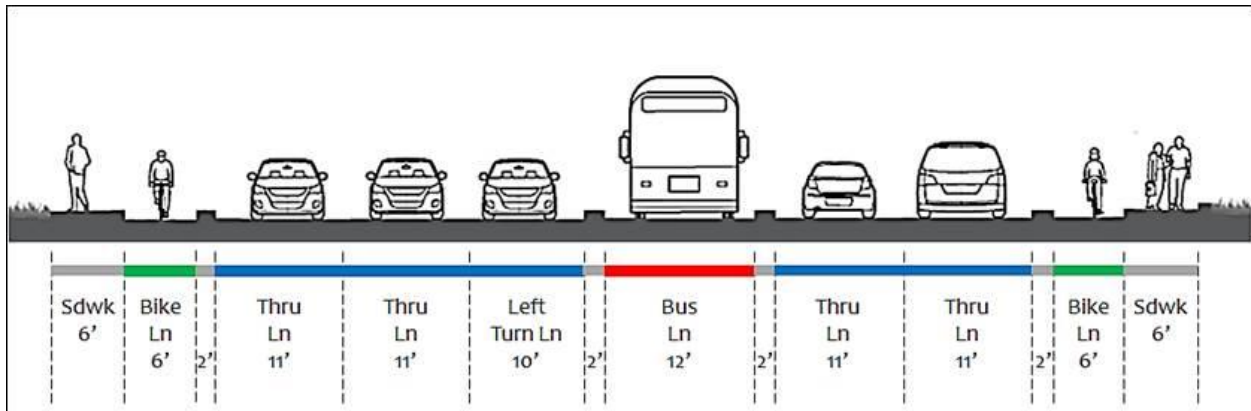 Sdwk
6’
Bike
Ln
6’
2’
Thru
Ln
11’
Thru
Ln
11’
Left
Turn Ln
10’
2’
Bus
Ln
12’
2’
Thru
Ln
11’
Thru
Ln
11’
2’
Bike
Ln
6’
Sdwk
6’